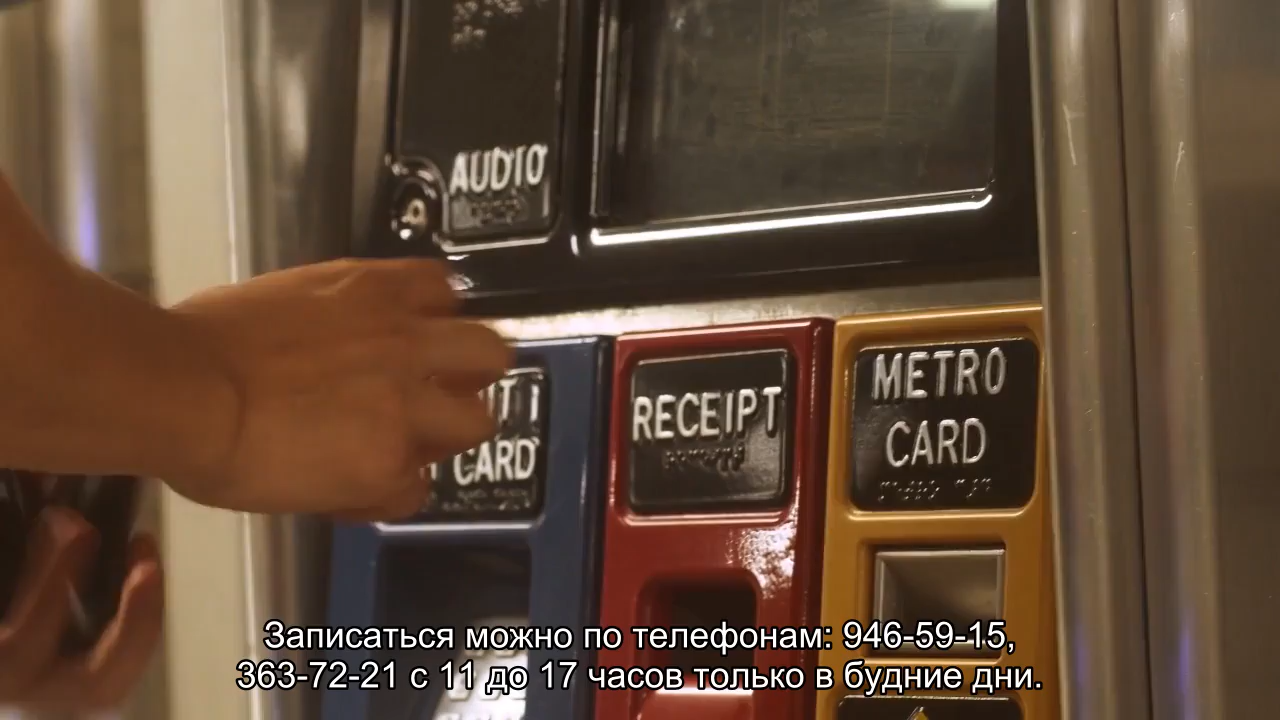 AUDIO
CARD
RECEIPT
METRO
CARD
Записаться можно по телефонам: 946-59-15,
363-72-21 с 11 до 17 часов только в будние дни.